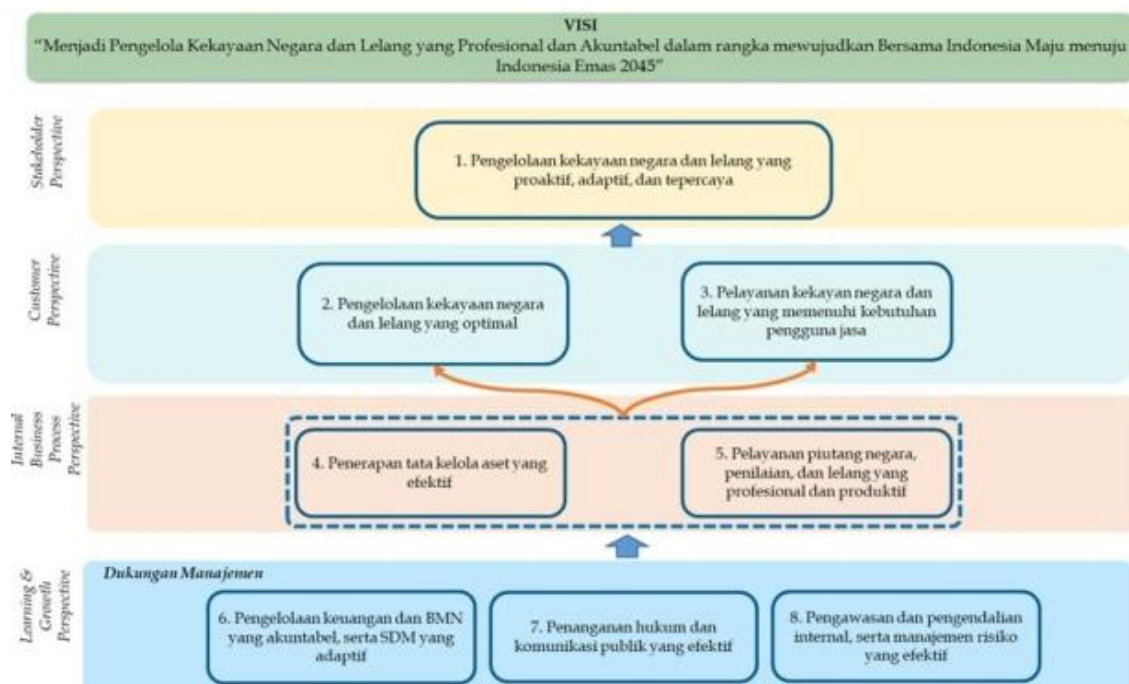 VISI
“Menjadi Pengelola Kekayaan Negara dan Lelang yang Profesional dan Akuntabel dalam rangka mewujudkan Bersama Indonesia Maju menuju
Indonesia Emas 2045”
Stakeholder
Perspective
1. Pengelolaan kekayaan negara dan lelang yang
proaktif, adaptif, dan tepercaya
Customer
Perspective
2. Pengelolaan kekayaan negara
dan lelang yang optimal
3. Pelayanan kekayan negara dan
lelang yang memenuhi kebutuhan
pengguna jasa
Internal
Business
Process
Perspective
4. Penerapan tata kelola aset yang
efektif
5. Pelayanan piutang negara,
penilaian, dan lelang yang
profesional dan produktif
Learning &
Growth
Perspective
Dukungan Manajemen
6. Pengelolaan keuangan dan BMN
yang akuntabel, serta SDM yang
adaptif
7. Penanganan hukum dan
komunikasi publik yang efektif
8. Pengawasan dan pengendalian
internal, serta manajemen risiko
yang efektif